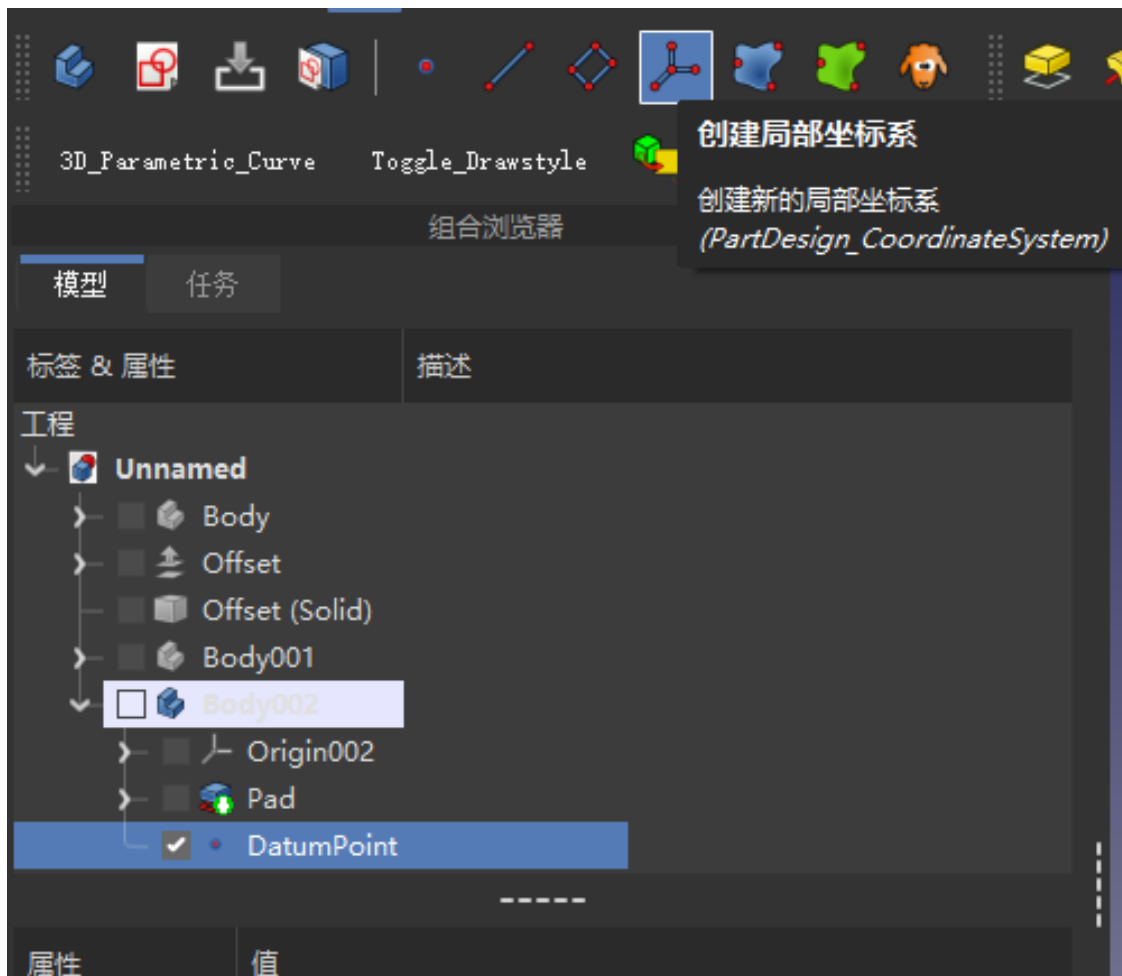 创建局部坐标系
3D_Parametric_Curve Toggle_Drawstyle
创建新的局部坐标系
(PartDesign_CoordinateSystem)
组合浏览器
模型 任务
标签 & 属性 描述
工程
Unnamed
Body
Offset
Offset (Solid)
Body001
Body002
Origin002
Pad
DatumPoint
属性 值